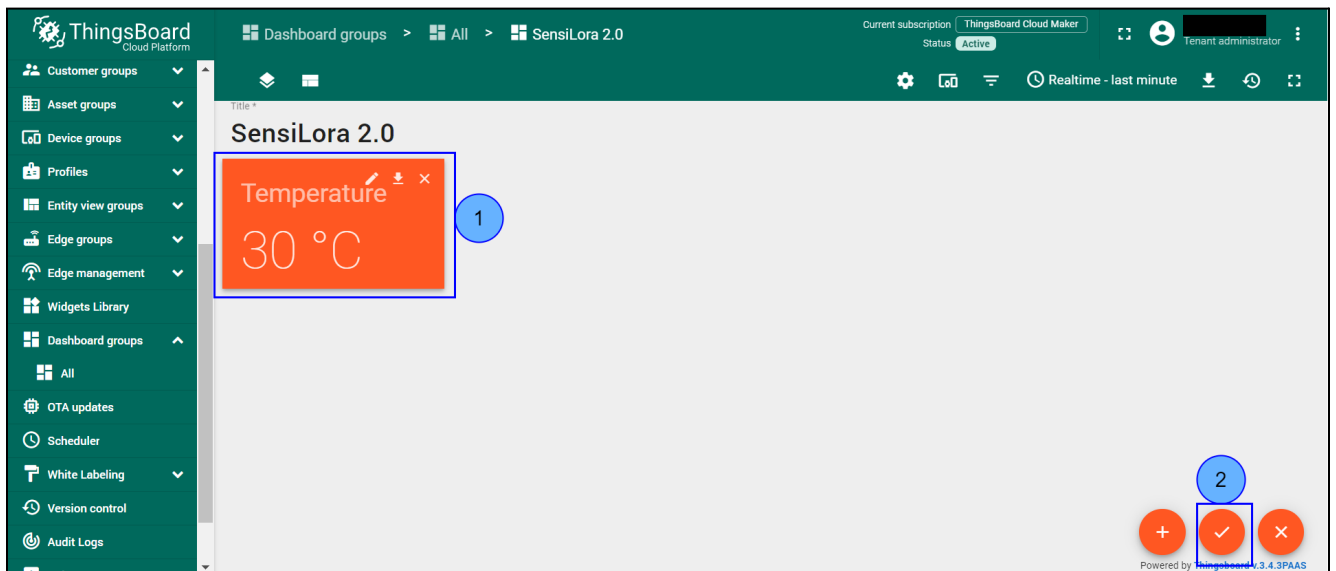 ThingsBoard
Cloud Platform
Dashboard groups > All > SensiLora 2.0
Current subscription ThingsBoard Cloud Maker
Status Active
Tenant administrator
Customer groups
Asset groups
Device groups
Profiles
Entity view groups
Edge groups
Edge management
Widgets Library
Dashboard groups
All
OTA updates
Scheduler
White Labeling
Version control
Audit Logs
Realtime - last minute
Title *
SensiLora 2.0
Temperature
30 °C
1
2
Powered by Thingsboard v.3.4.3PAAS